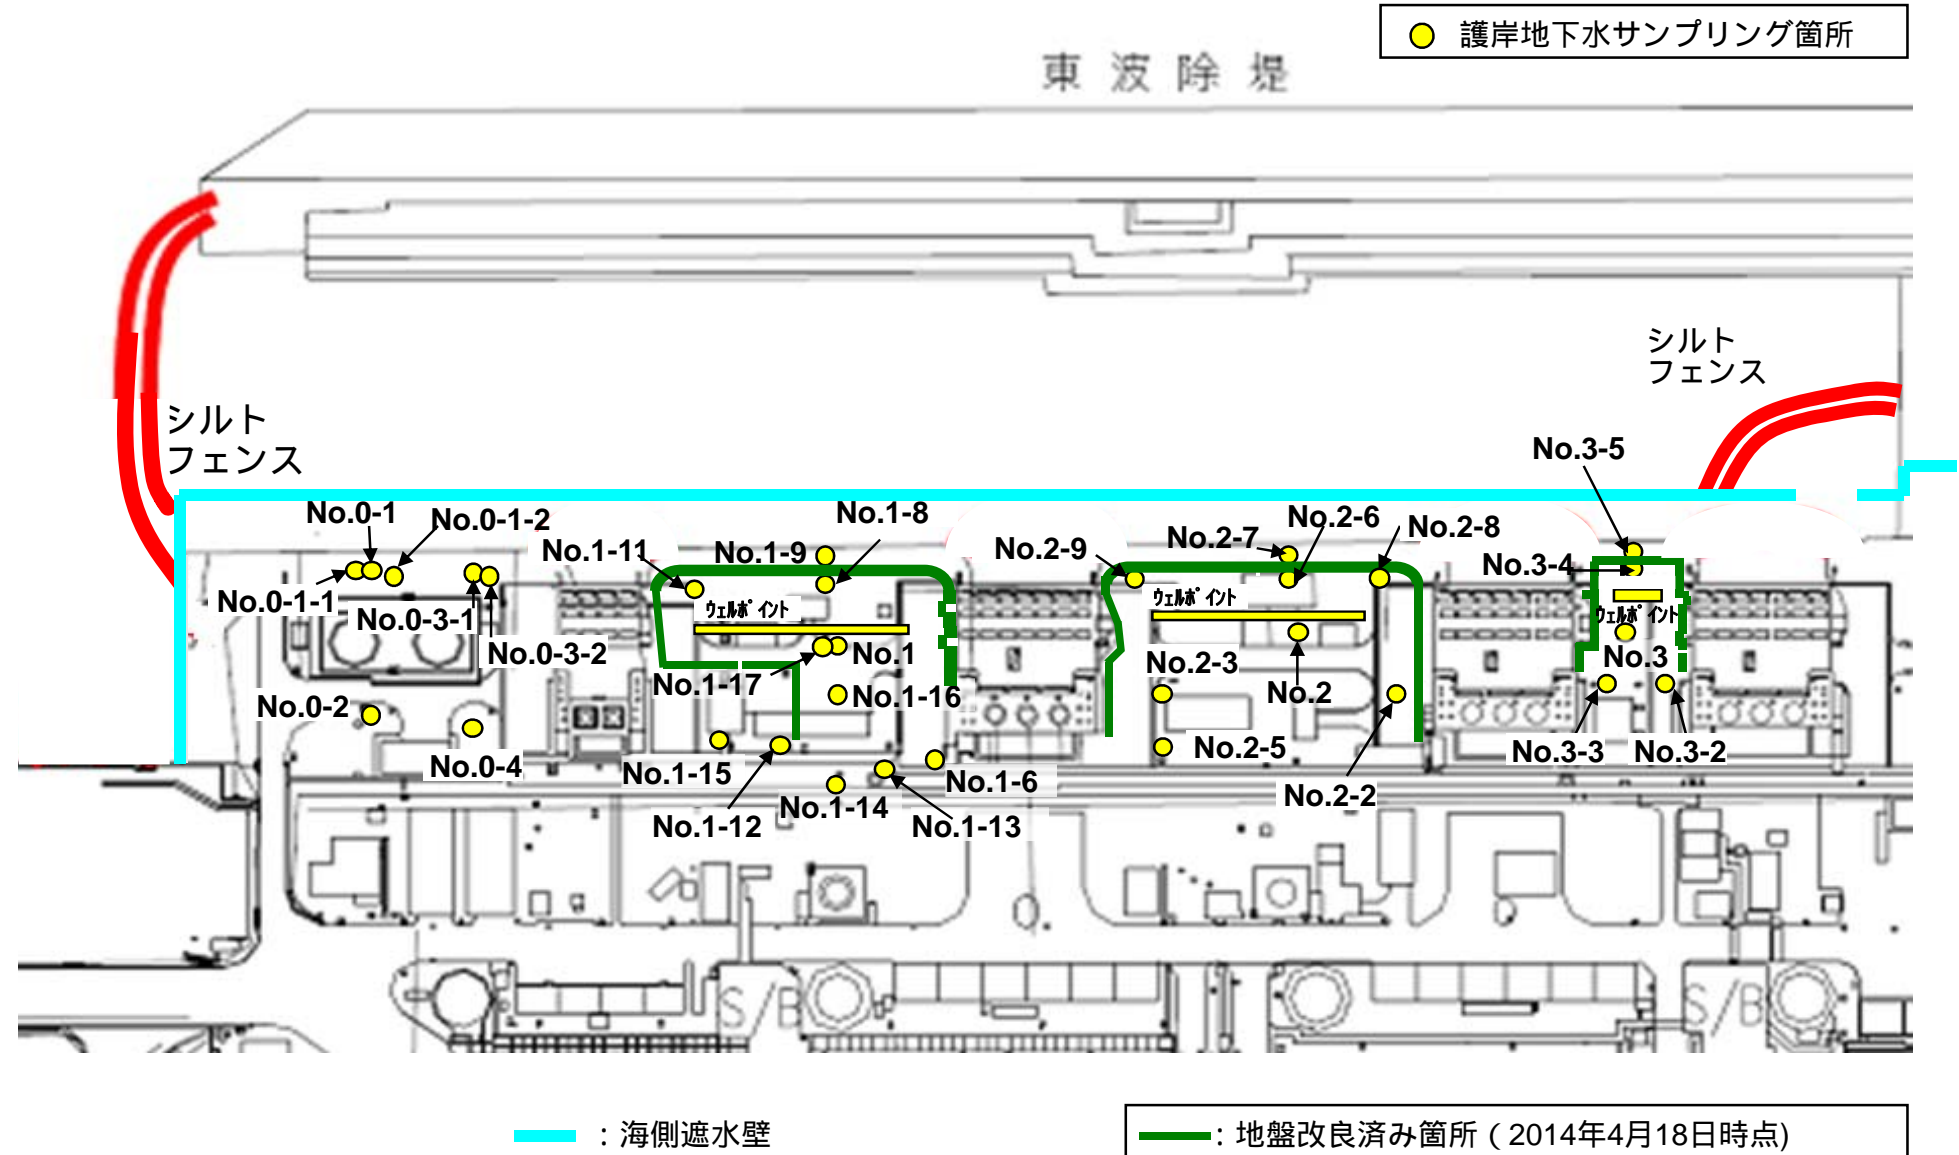 護岸地下水サンプリング箇所
東波除堤
シルト
フェンス
シルト
フェンス
No.3-5
No.0-1
No.0-1-2
No.1-8
No.2-6
No.2-8
No.1-11
No.1-9
No.2-9
No.2-7
No.3-4
No.0-1-1
No.0-3-1
ウェルポイント
ウェルポイント
ウェルポイント
No.0-3-2
No.1
No.2-3
No.3
No.1-17
No.1-16
No.2
No.0-2
No.2-5
No.3-3
No.3-2
No.0-4
No.1-15
No.1-6
No.2-2
No.1-14
No.1-12
No.1-13
S/B
S/B
：海側遮水壁
：地盤改良済み箇所（2014年4月18日時点)